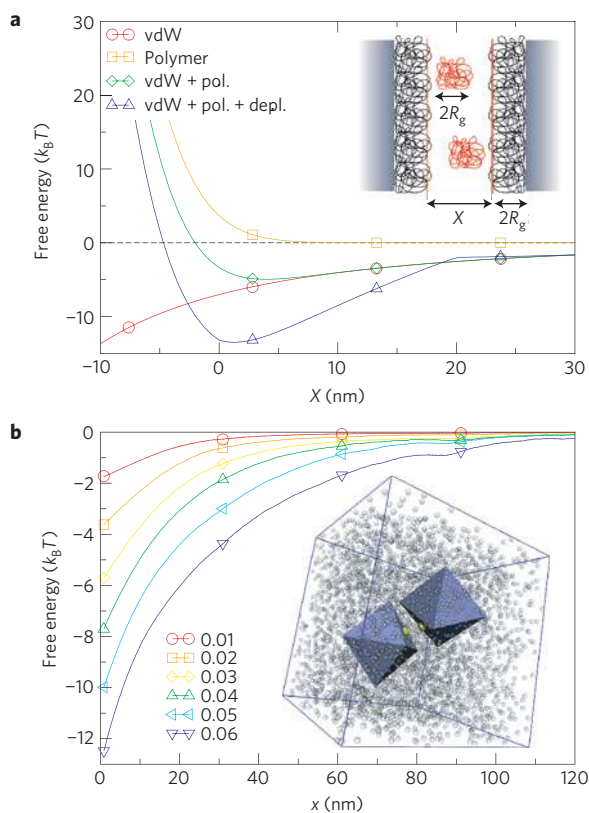 a
30
20
10
0
−10
Free energy (kBT)
vdW
Polymer
vdW + pol.
vdW + pol. + depl.
2Rg
X
2Rg
−10
0
10
20
30
X (nm)
b
0
−2
−4
−6
−8
−10
−12
Free energy (kBT)
0.01
0.02
0.03
0.04
0.05
0.06
0
20
40
60
80
100
120
x (nm)